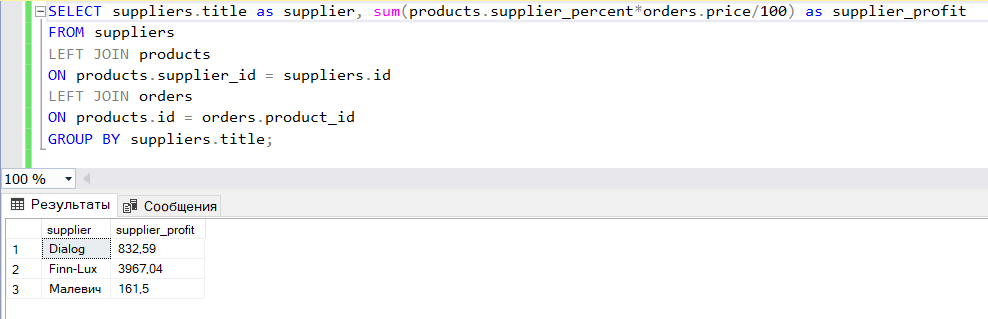 SELECT suppliers.title as supplier, sum(products.supplier_percent*orders.price/100) as supplier_profit
FROM suppliers
LEFT JOIN products
ON products.supplier_id = suppliers.id
LEFT JOIN orders
ON products.id = orders.product_id
GROUP BY suppliers.title;
100 %
Результаты Сообщения
supplier supplier_profit
1 Dialog 832,59
2 Finn-Lux 3967,04
3 Малевич 161,5